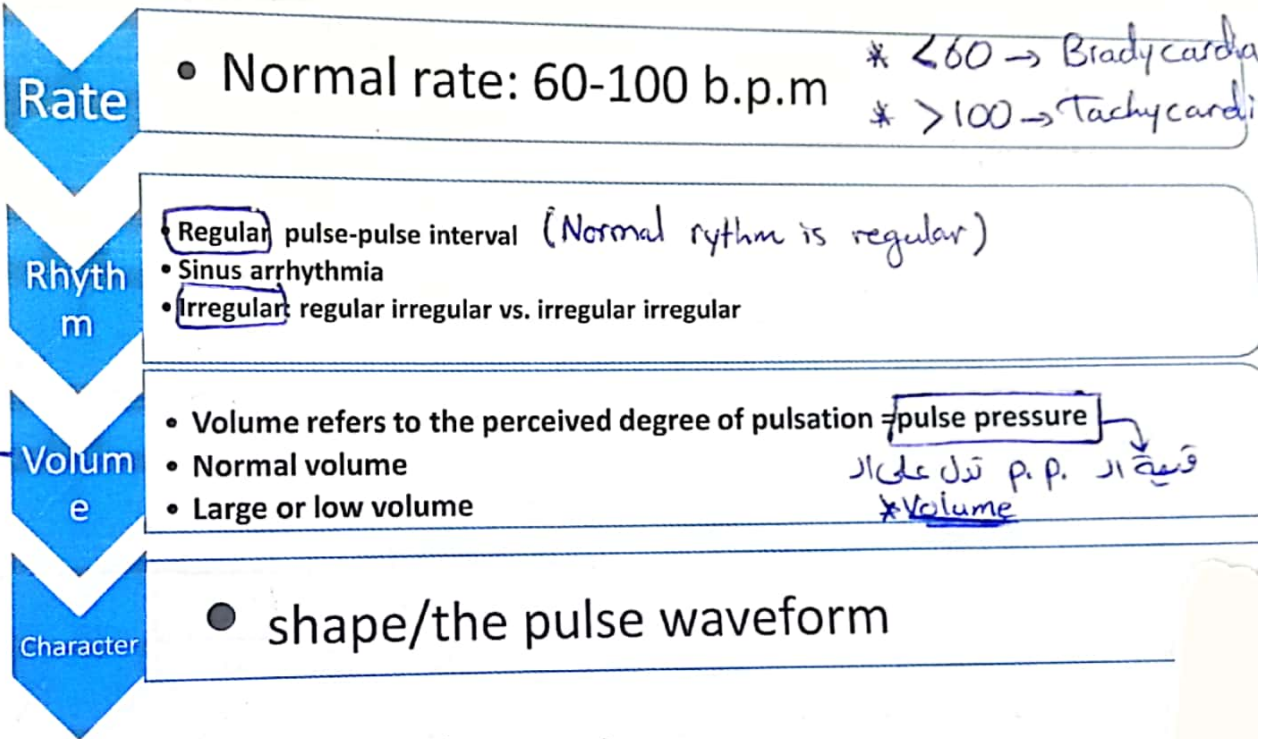 Rate
• Normal rate: 60-100 b.p.m
* <60 → Bradycardia
* >100 → Tachycardi
Rhyth
m
• Regular pulse-pulse interval (Normal rythm is regular)
• Sinus arrhythmia
• Irregular: regular irregular vs. irregular irregular
Volum
e
• Volume refers to the perceived degree of pulsation =pulse pressure
• Normal volume
• Large or low volume
قيمة ال p.p. تدل على ال
*Volume
Character
• shape/the pulse waveform